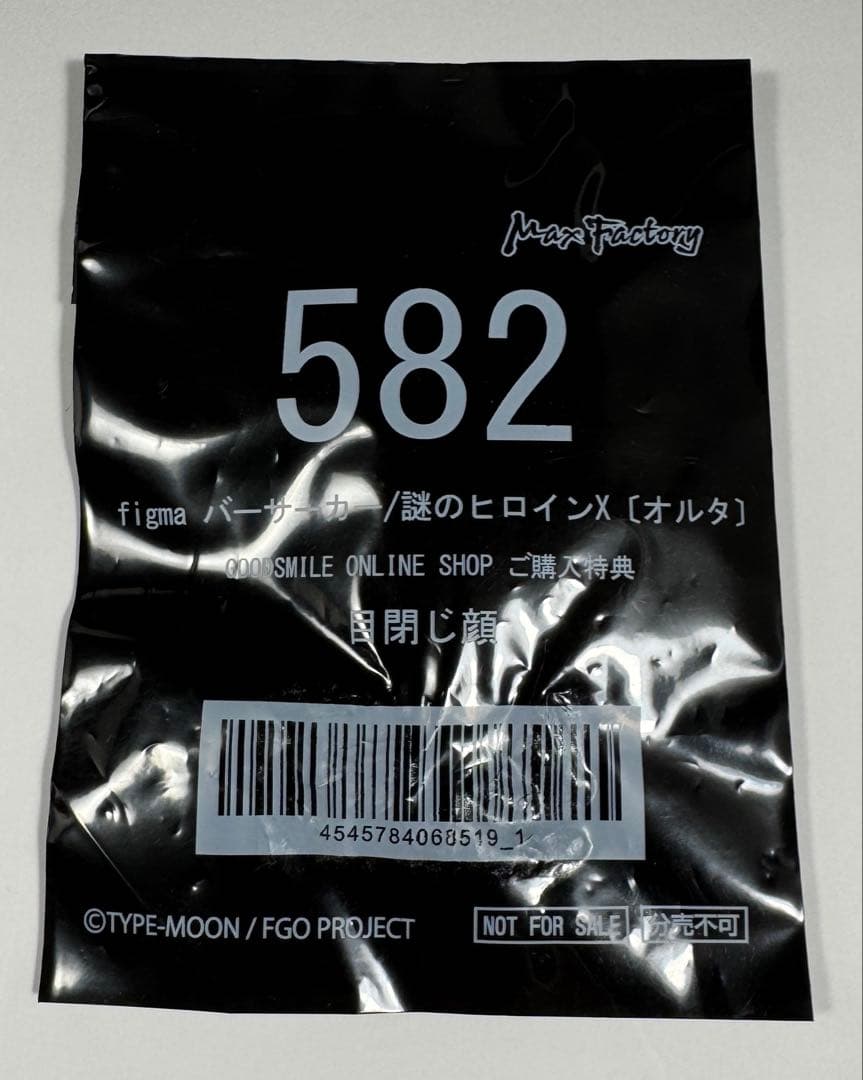 Max Factory
582
figma バーサーカー/謎のヒロインX〔オルタ〕
GOODSMILE ONLINE SHOP ご購入特典
目閉じ顔
4545784068519_1
©TYPE-MOON / FGO PROJECT
NOT FOR SALE 分売不可